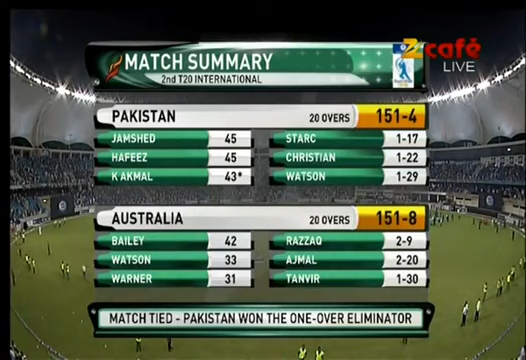 MATCH SUMMARY
2nd T20 INTERNATIONAL
Z café
LIVE
PAKISTAN 20 OVERS 151-4
JAMSHED 45 STARC 1-17
HAFEEZ 45 CHRISTIAN 1-22
K AKMAL 43* WATSON 1-29
AUSTRALIA 20 OVERS 151-8
BAILEY 42 RAZZAQ 2-9
WATSON 33 AJMAL 2-20
WARNER 31 TANVIR 1-30
MATCH TIED - PAKISTAN WON THE ONE-OVER ELIMINATOR